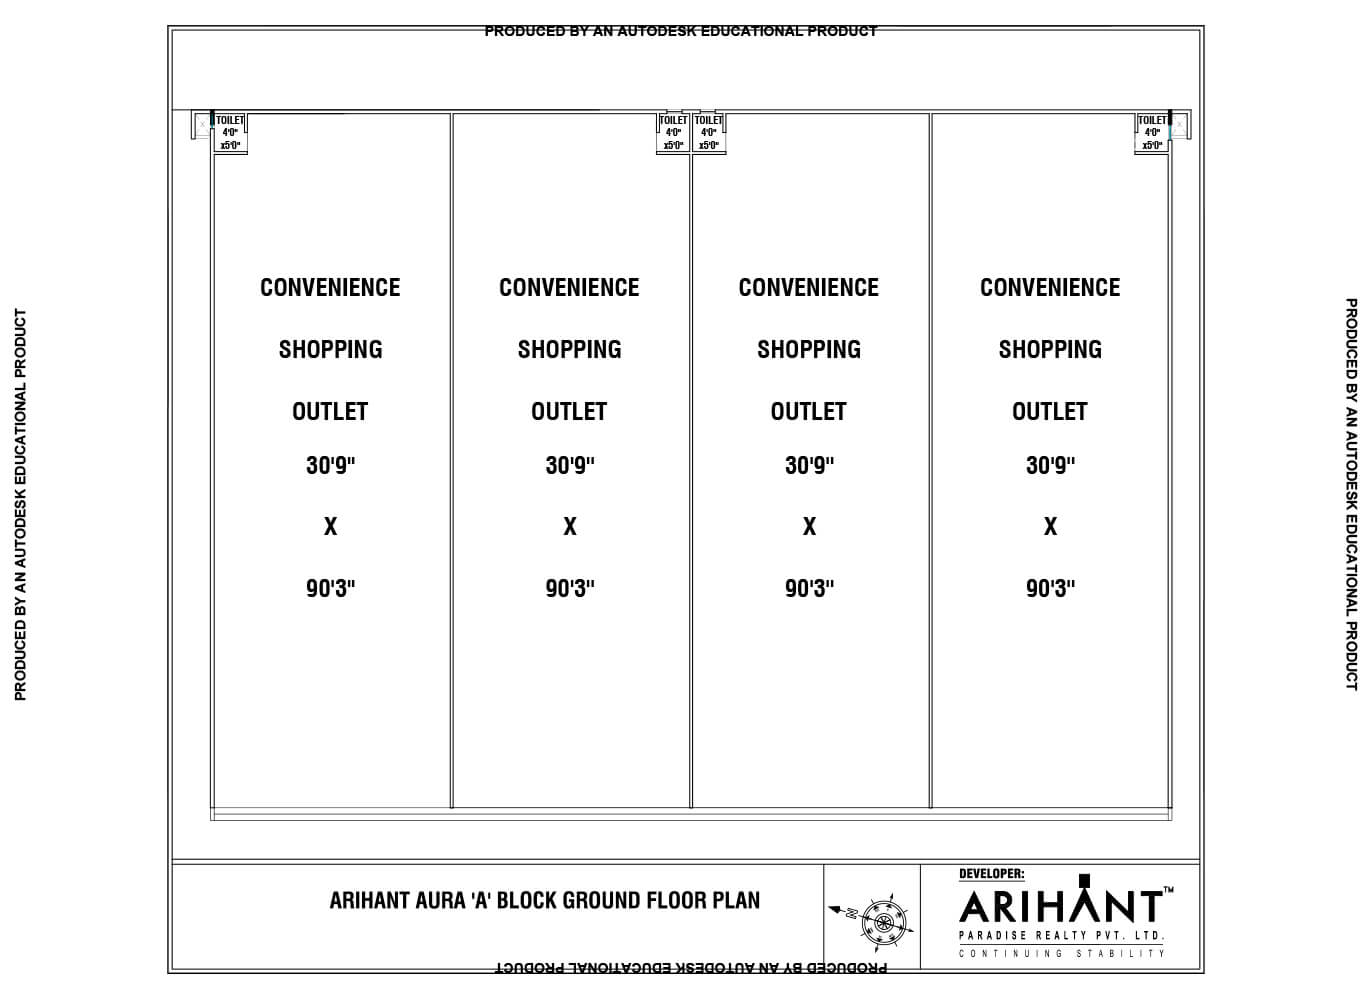 PRODUCED BY AN AUTODESK EDUCATIONAL PRODUCT
TOILET
4'0"
x5'0"
TOILET
4'0"
x5'0"
TOILET
4'0"
x5'0"
TOILET
4'0"
x5'0"
CONVENIENCE
SHOPPING
OUTLET
30'9"
X
90'3"
CONVENIENCE
SHOPPING
OUTLET
30'9"
X
90'3"
CONVENIENCE
SHOPPING
OUTLET
30'9"
X
90'3"
CONVENIENCE
SHOPPING
OUTLET
30'9"
X
90'3"
PRODUCED BY AN AUTODESK EDUCATIONAL PRODUCT
PRODUCED BY AN AUTODESK EDUCATIONAL PRODUCT
ARIHANT AURA 'A' BLOCK GROUND FLOOR PLAN
N
DEVELOPER:
ARIHANT™
PARADISE REALTY PVT. LTD.
CONTINUING STABILITY
PRODUCED BY AN AUTODESK EDUCATIONAL PRODUCT